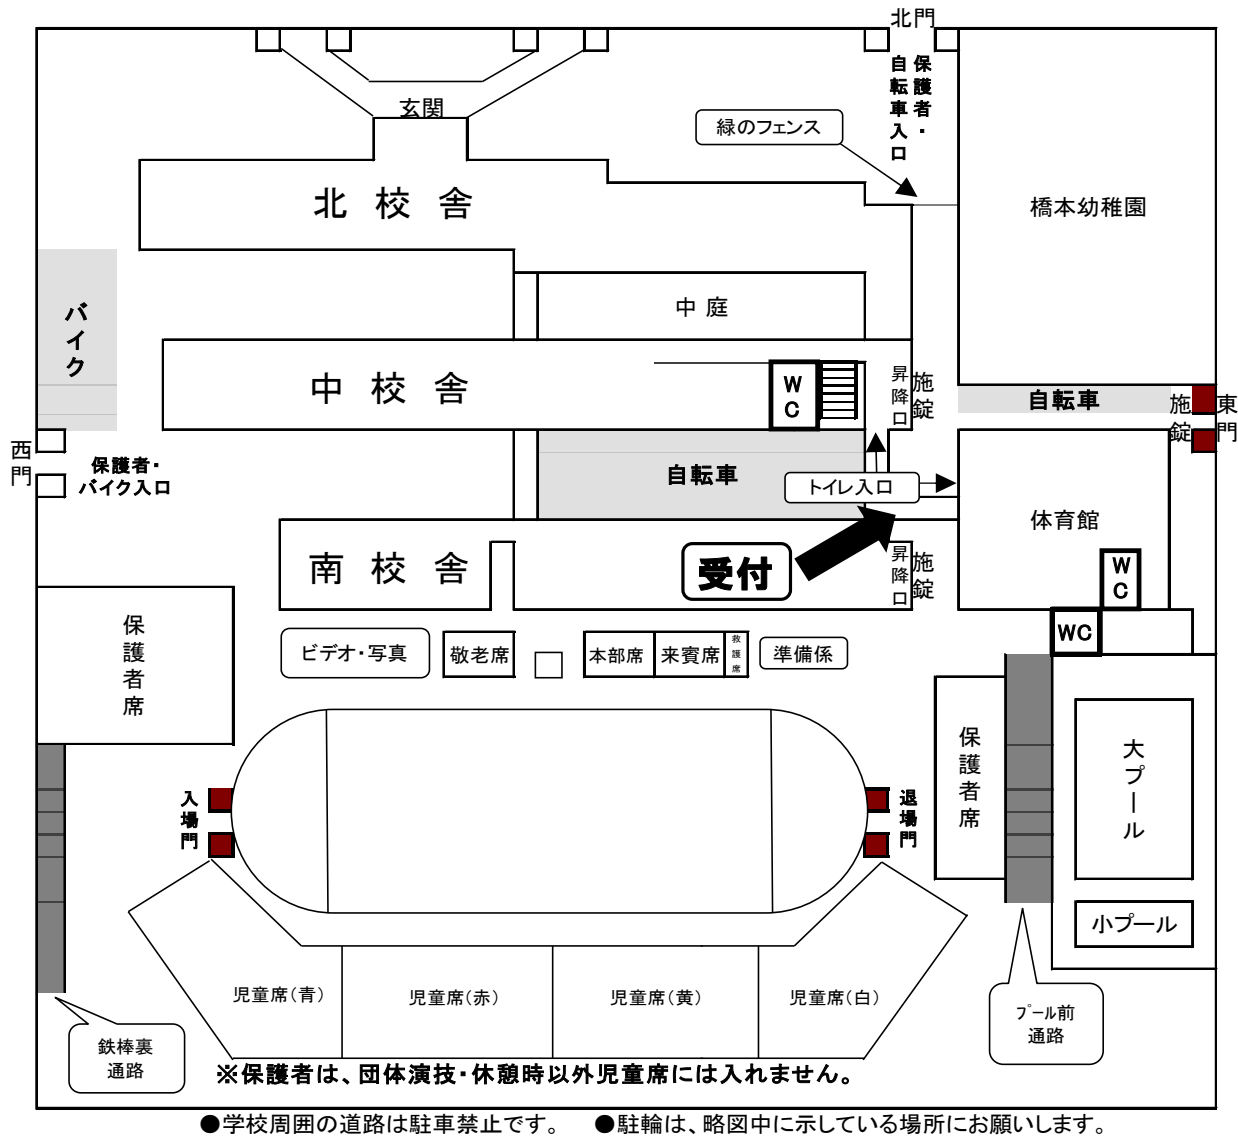 北門
保護者・
自転車入口
玄関
緑のフェンス
北校舎
橋本幼稚園
バイク
中 庭
中校舎
WC
昇降口
施錠
自転車
施錠
東門
西門
保護者・
バイク入口
自転車
トイレ入口
体育館
南校舎
受付
昇降口
施錠
WC
WC
保護者席
ビデオ・写真
敬老席
本部席
来賓席
救護席
準備係
保護者席
大プール
入場門
退場門
小プール
児童席(青)
児童席(赤)
児童席(黄)
児童席(白)
プール前
通路
鉄棒裏
通路
※保護者は、団体演技・休憩時以外児童席には入れません。
●学校周囲の道路は駐車禁止です。 ●駐輪は、略図中に示している場所にお願いします。